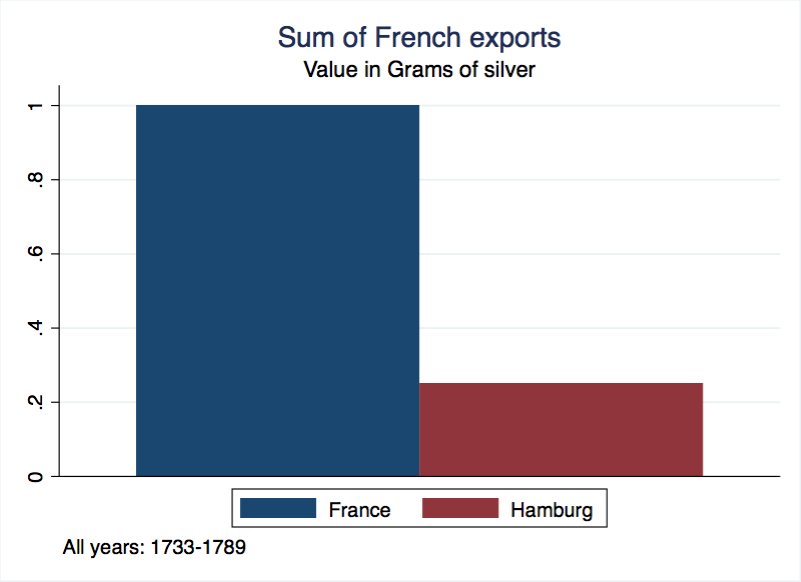 Sum of French exports
Value in Grams of silver
1
.8
.6
.4
.2
0
France Hamburg
All years: 1733-1789